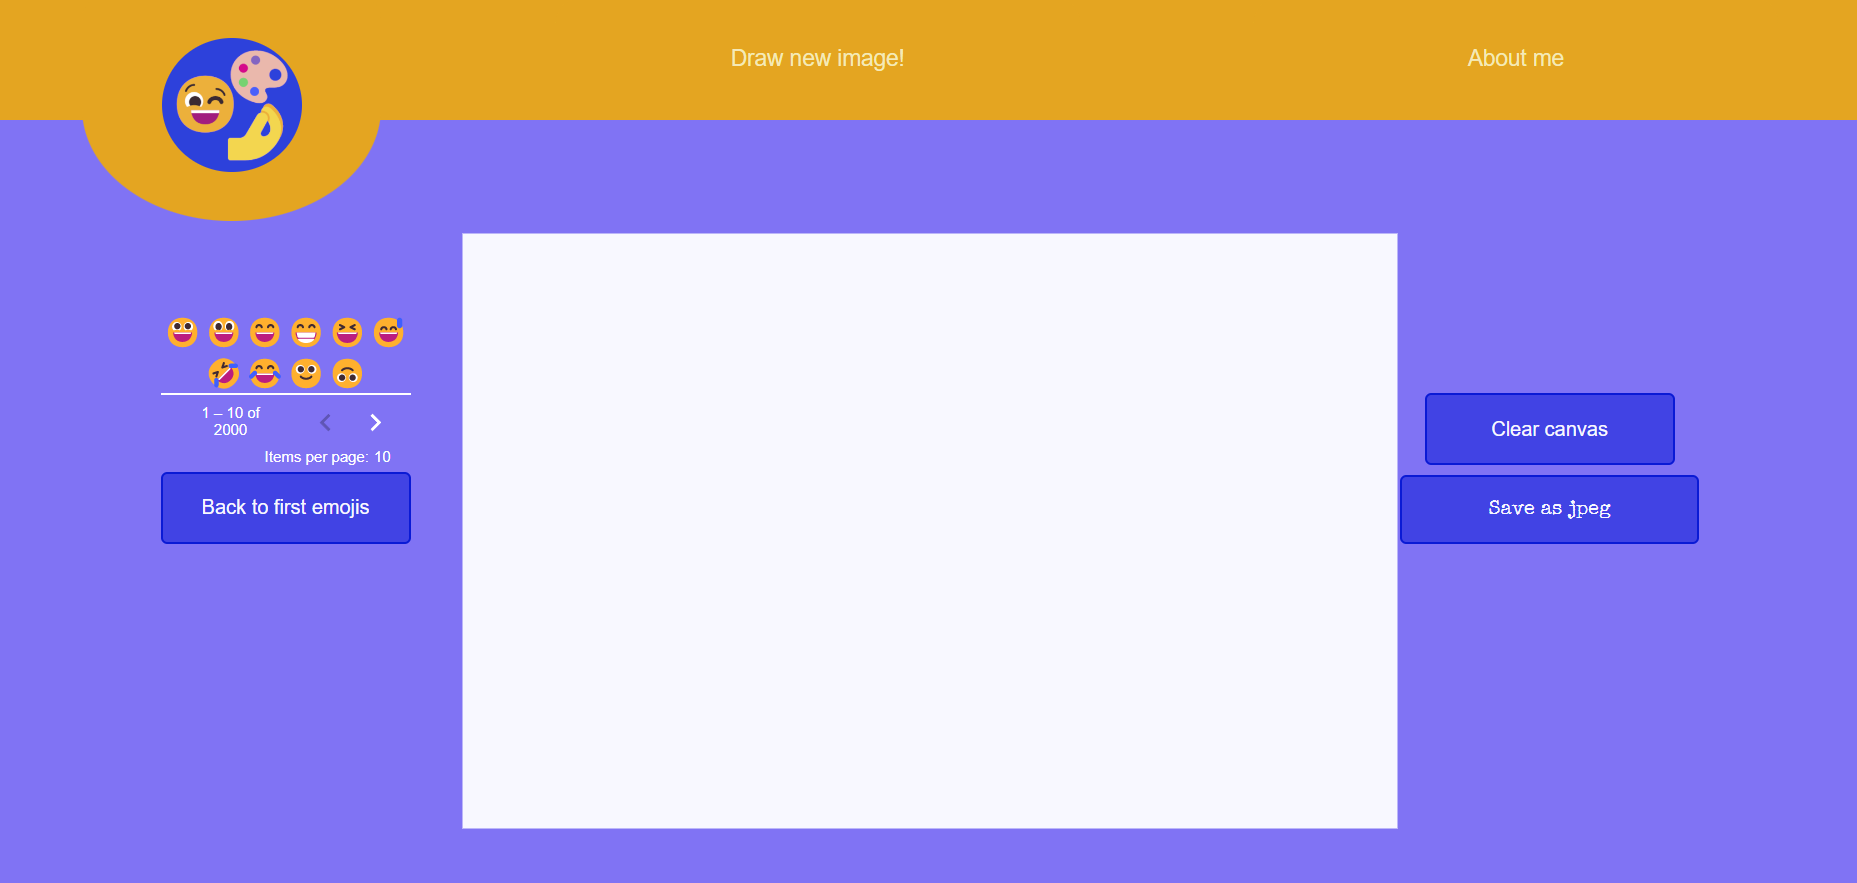 Draw new image!
About me
1 – 10 of
2000
Items per page: 10
Back to first emojis
Clear canvas
Save as jpeg